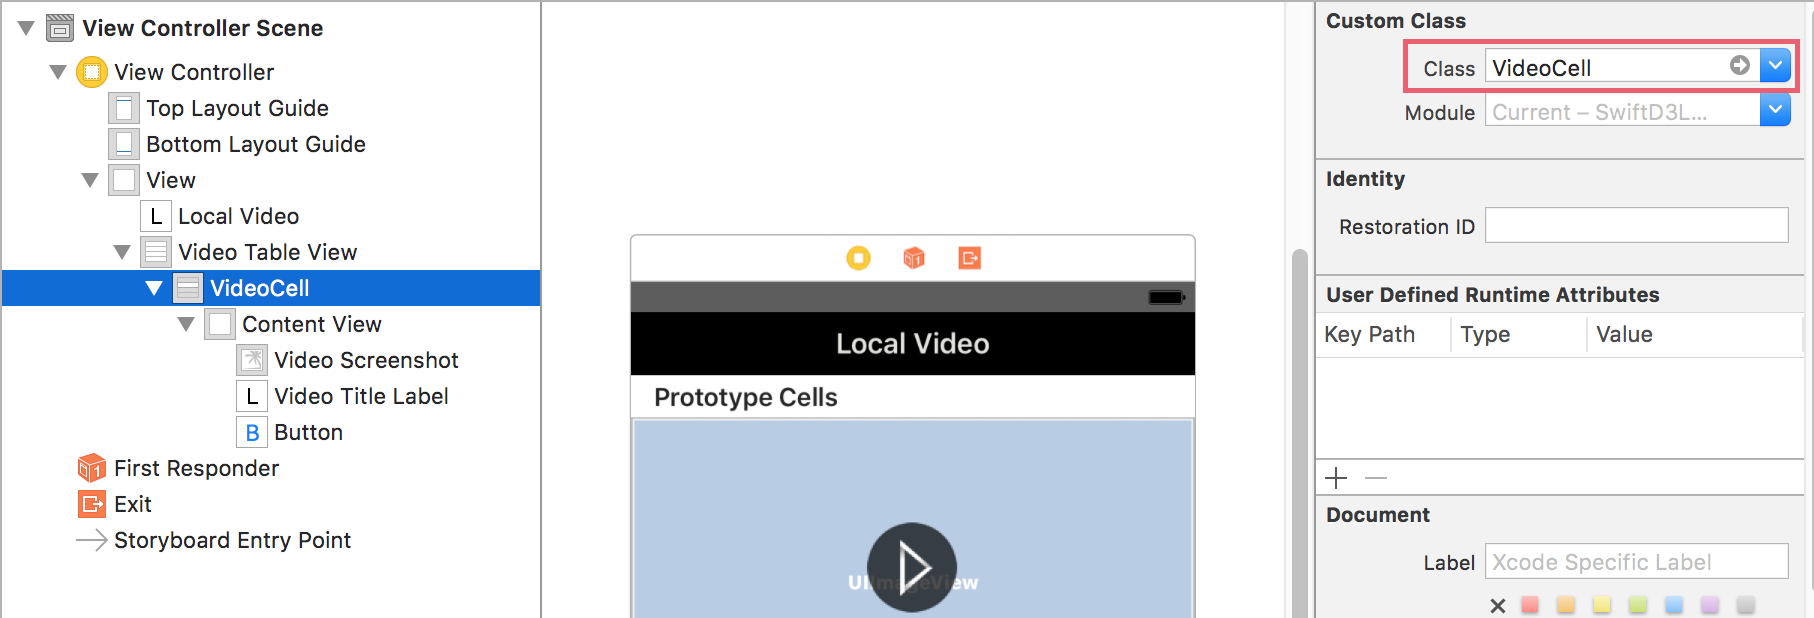 View Controller Scene
View Controller
Top Layout Guide
Bottom Layout Guide
View
L Local Video
Video Table View
VideoCell
Content View
Video Screenshot
L Video Title Label
B Button
1 First Responder
Exit
Storyboard Entry Point
1
Local Video
Prototype Cells
UIImageView
Custom Class
Class VideoCell
Module Current – SwiftD3L...
Identity
Restoration ID
User Defined Runtime Attributes
Key Path Type Value
Document
Label Xcode Specific Label